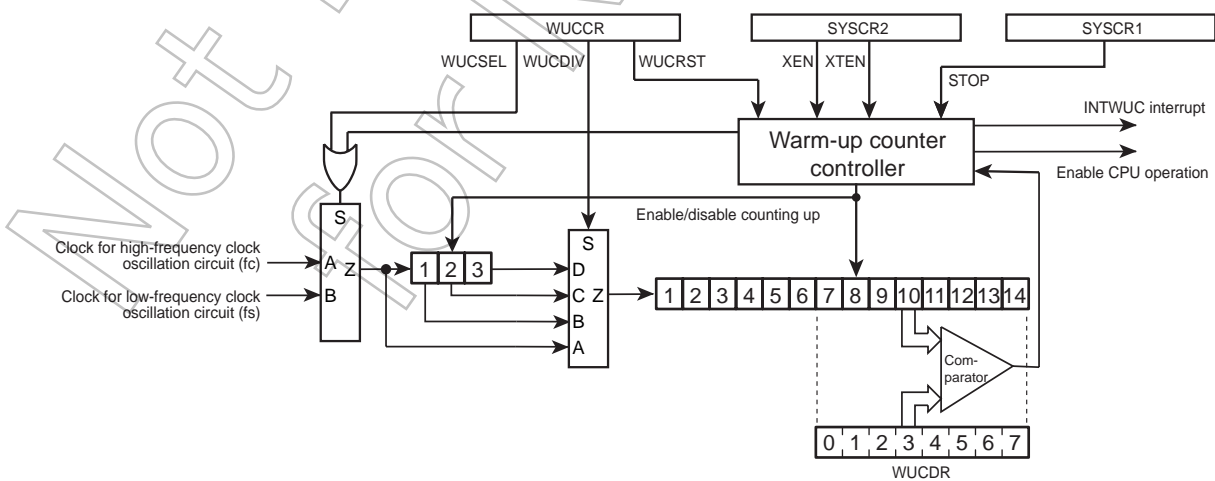 WUCCR
SYSCR2
SYSCR1
WUCSEL WUCDIV WUCRST
XEN XTEN
STOP
INTWUC interrupt
Warm-up counter
controller
Enable CPU operation
Enable/disable counting up
S
Clock for high-frequency clock
oscillation circuit (fc)
A Z
Clock for low-frequency clock
oscillation circuit (fs)
B
1 2 3
S
D
C Z
B
A
1 2 3 4 5 6 7 8 9 10 11 12 13 14
Com-
parator
0 1 2 3 4 5 6 7
WUCDR
Not
for